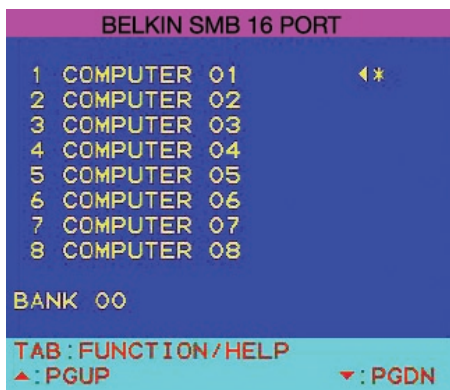 BELKIN SMB 16 PORT
1 COMPUTER 01 ◀*
2 COMPUTER 02
3 COMPUTER 03
4 COMPUTER 04
5 COMPUTER 05
6 COMPUTER 06
7 COMPUTER 07
8 COMPUTER 08
BANK 00
TAB:FUNCTION/HELP
▲:PGUP ▼:PGDN